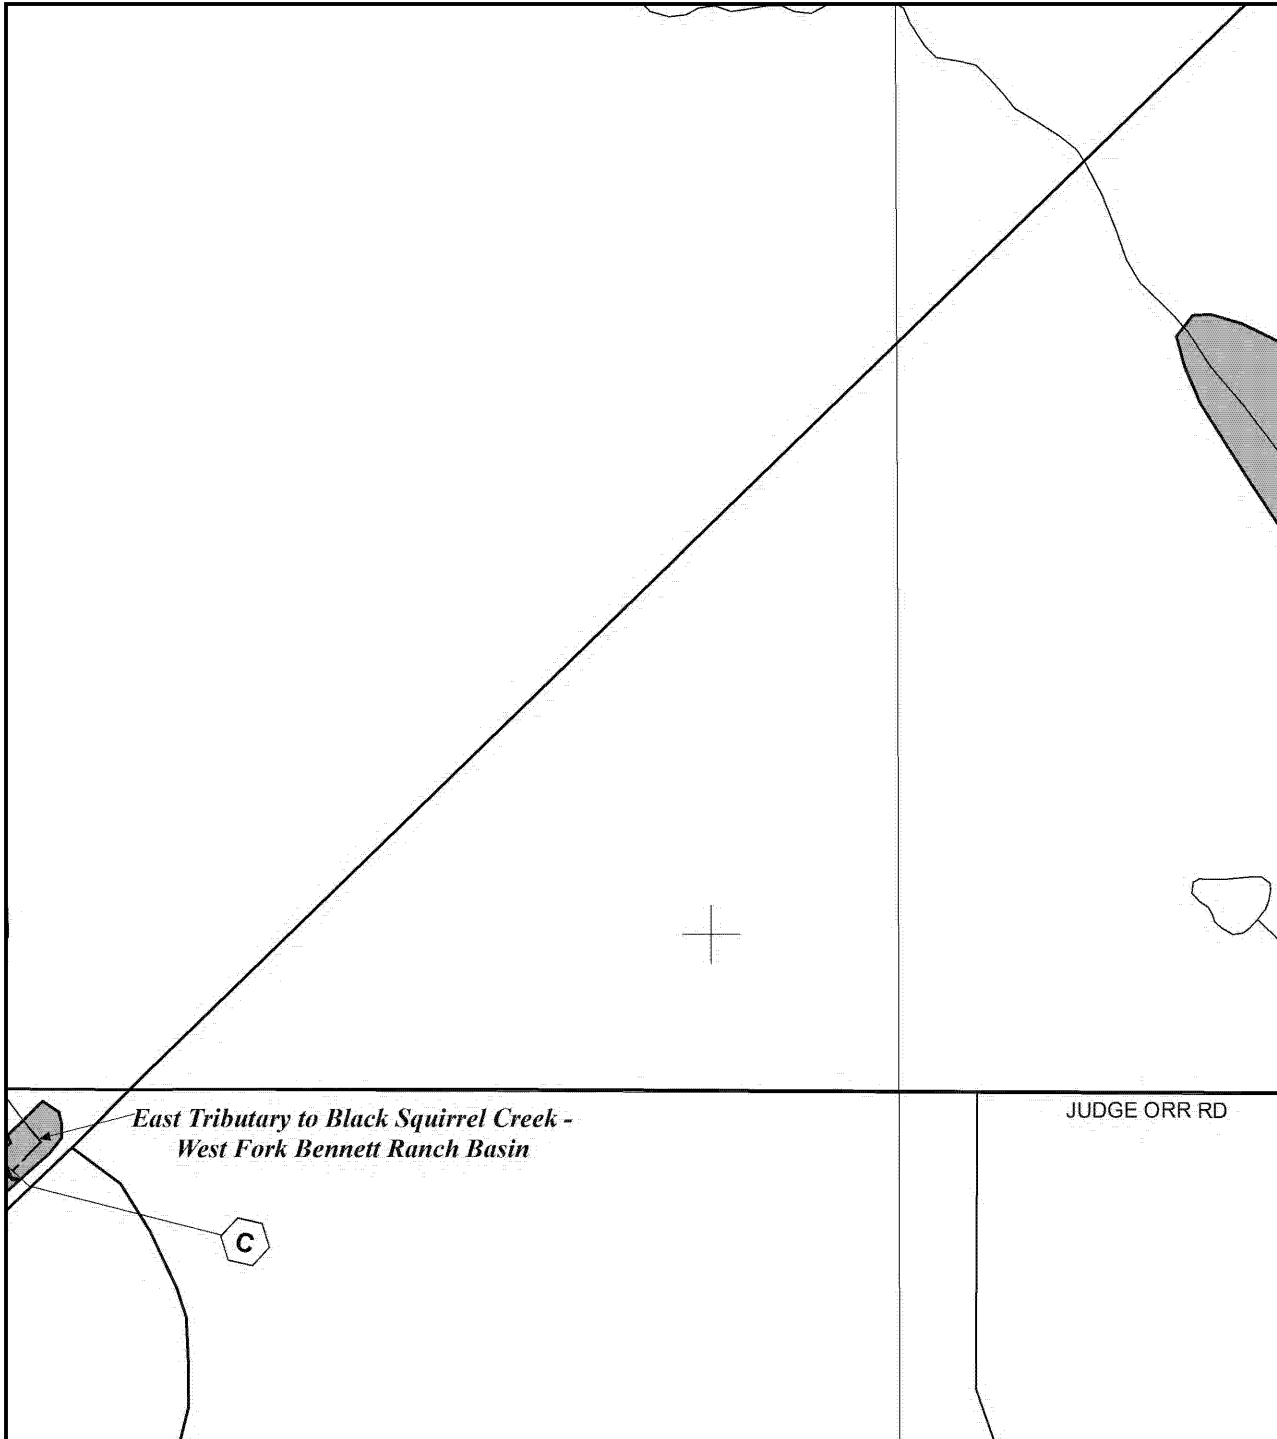 JUDGE ORR RD
East Tributary to Black Squirrel Creek -
West Fork Bennett Ranch Basin
C